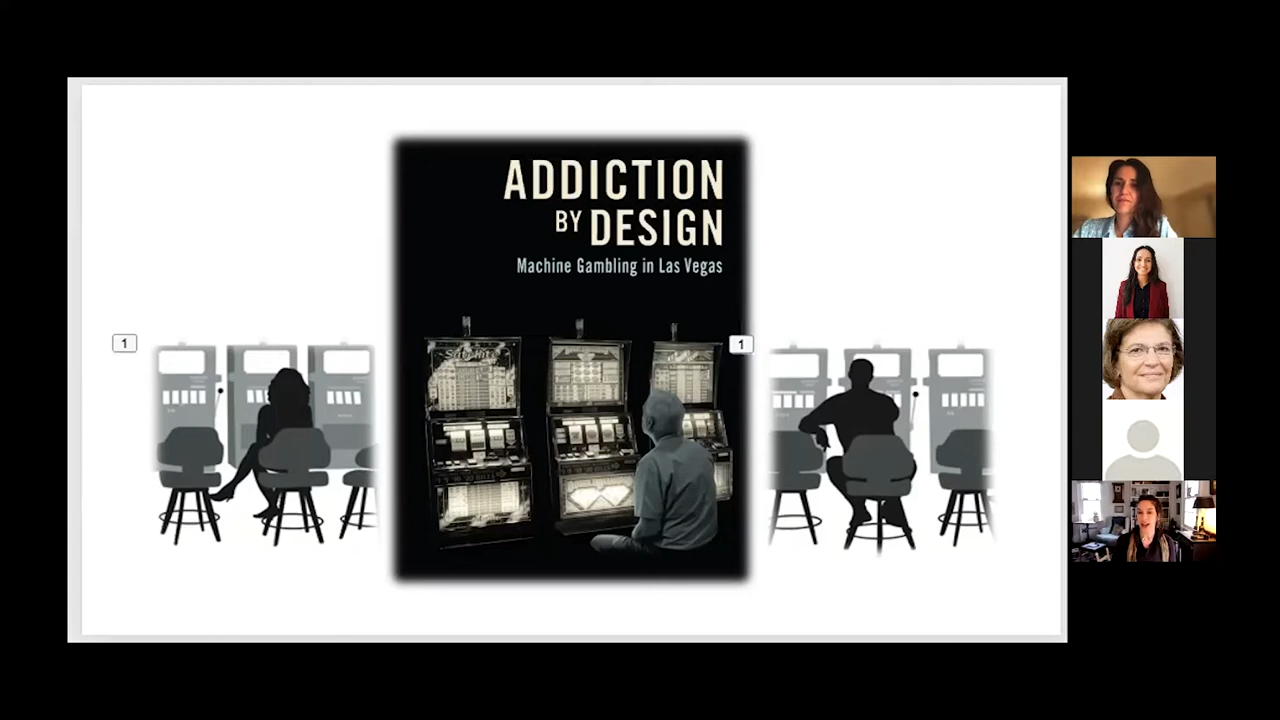 ADDICTION
BY DESIGN
Machine Gambling in Las Vegas
1
1